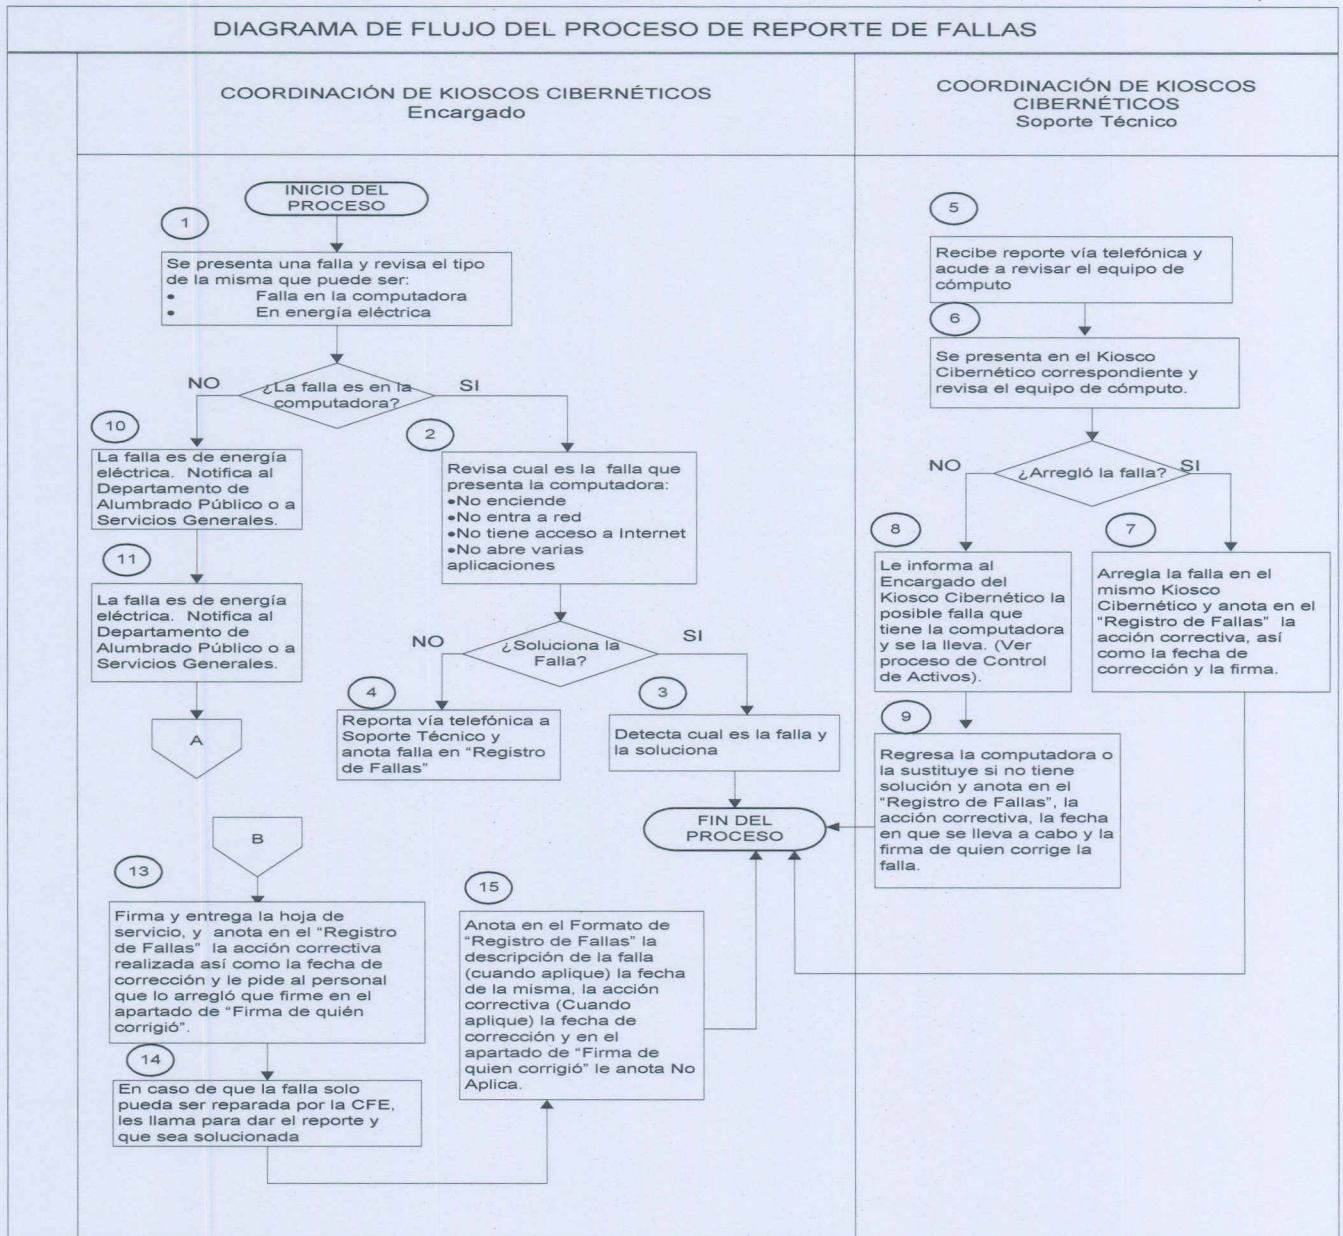 DIAGRAMA DE FLUJO DEL PROCESO DE REPORTE DE FALLAS
COORDINACIÓN DE KIOSCOS CIBERNÉTICOS
Encargado
COORDINACIÓN DE KIOSCOS
CIBERNÉTICOS
Soporte Técnico
INICIO DEL
PROCESO
1
Se presenta una falla y revisa el tipo
de la misma que puede ser:
• Falla en la computadora
• En energía eléctrica
NO
¿La falla es en la
computadora?
SI
10
La falla es de energía
eléctrica. Notifica al
Departamento de
Alumbrado Público o a
Servicios Generales.
11
La falla es de energía
eléctrica. Notifica al
Departamento de
Alumbrado Público o a
Servicios Generales.
A
2
Revisa cual es la falla que
presenta la computadora:
•No enciende
•No entra a red
•No tiene acceso a Internet
•No abre varias
aplicaciones
NO
¿Soluciona la
Falla?
SI
4
Reporta vía telefónica a
Soporte Técnico y
anota falla en “Registro
de Fallas”
3
Detecta cual es la falla y
la soluciona
FIN DEL
PROCESO
B
13
Firma y entrega la hoja de
servicio, y anota en el “Registro
de Fallas” la acción correctiva
realizada así como la fecha de
corrección y le pide al personal
que lo arregló que firme en el
apartado de “Firma de quién
corrigió”.
14
En caso de que la falla solo
pueda ser reparada por la CFE,
les llama para dar el reporte y
que sea solucionada
15
Anota en el Formato de
“Registro de Fallas” la
descripción de la falla
(cuando aplique) la fecha
de la misma, la acción
correctiva (Cuando
aplique) la fecha de
corrección y en el
apartado de “Firma de
quien corrigió” le anota No
Aplica.
5
Recibe reporte vía telefónica y
acude a revisar el equipo de
cómputo
6
Se presenta en el Kiosco
Cibernético correspondiente y
revisa el equipo de cómputo.
NO
¿Arregló la falla?
SI
8
Le informa al
Encargado del
Kiosco Cibernético la
posible falla que
tiene la computadora
y se la lleva. (Ver
proceso de Control
de Activos).
7
Arregla la falla en el
mismo Kiosco
Cibernético y anota en el
“Registro de Fallas” la
acción correctiva, así
como la fecha de
corrección y la firma.
9
Regresa la computadora o
la sustituye si no tiene
solución y anota en el
“Registro de Fallas”, la
acción correctiva, la fecha
en que se lleva a cabo y la
firma de quien corrige la
falla.